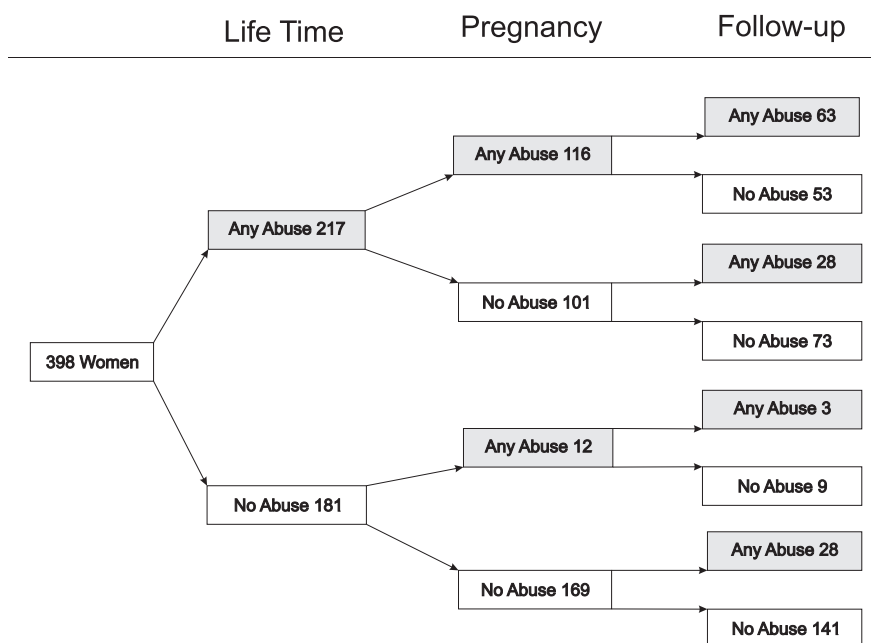 Life Time
Pregnancy
Follow-up
Any Abuse 63
Any Abuse 116
No Abuse 53
Any Abuse 217
Any Abuse 28
No Abuse 101
No Abuse 73
398 Women
Any Abuse 3
Any Abuse 12
No Abuse 9
No Abuse 181
Any Abuse 28
No Abuse 169
No Abuse 141